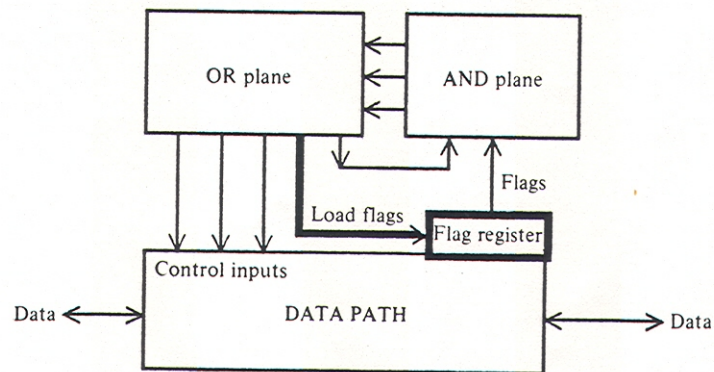 OR plane
AND plane
Flags
Load flags
Flag register
Control inputs
Data
DATA PATH
Data